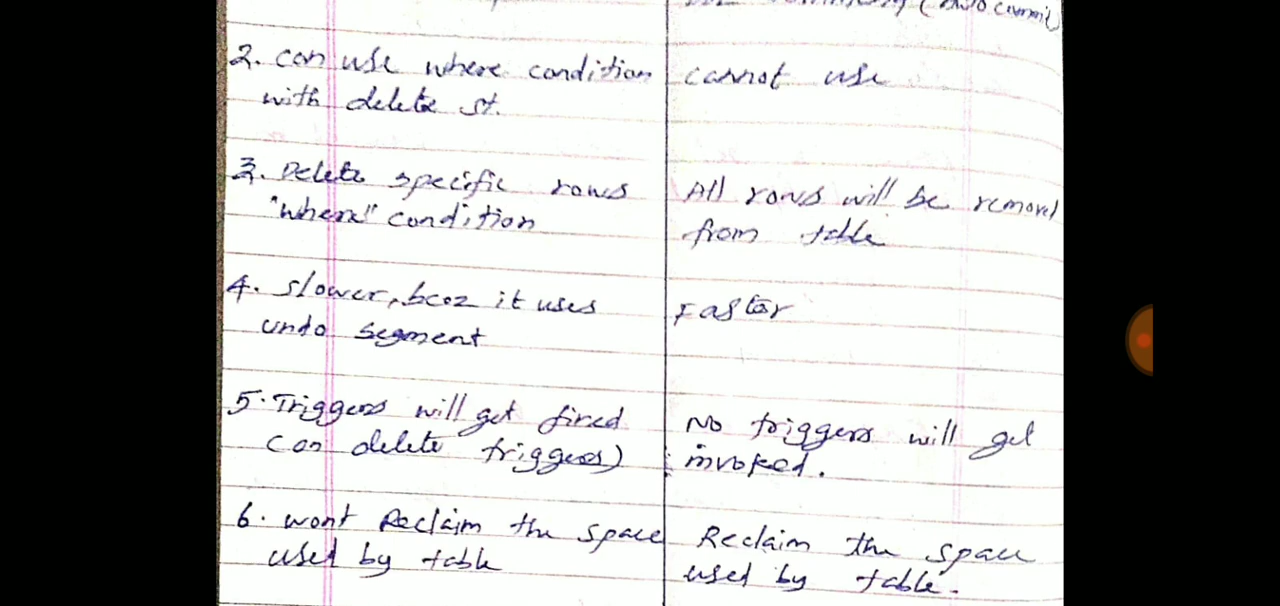 (Auto commit)
2. can use where condition
with delete st.
cannot use
3. Delete specific rows
"where" condition
All rows will be removed
from table
4. slower, bcoz it uses
undo segment
Faster
5. Triggers will get fired
(on delete triggers)
No triggers will get
invoked.
6. wont Reclaim the space
used by table
Reclaim the space
used by table.